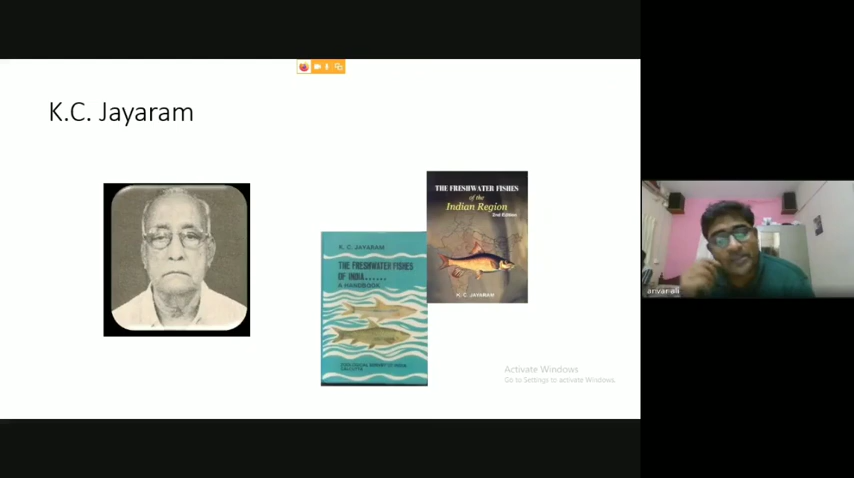 K.C. Jayaram
K. C. JAYARAM
THE FRESHWATER FISHES
OF INDIA......
A HANDBOOK
ZOOLOGICAL SURVEY OF INDIA
CALCUTTA
THE FRESHWATER FISHES
of the
Indian Region
2nd Edition
K. C. JAYARAM
Activate Windows
Go to Settings to activate Windows.
anvar ali